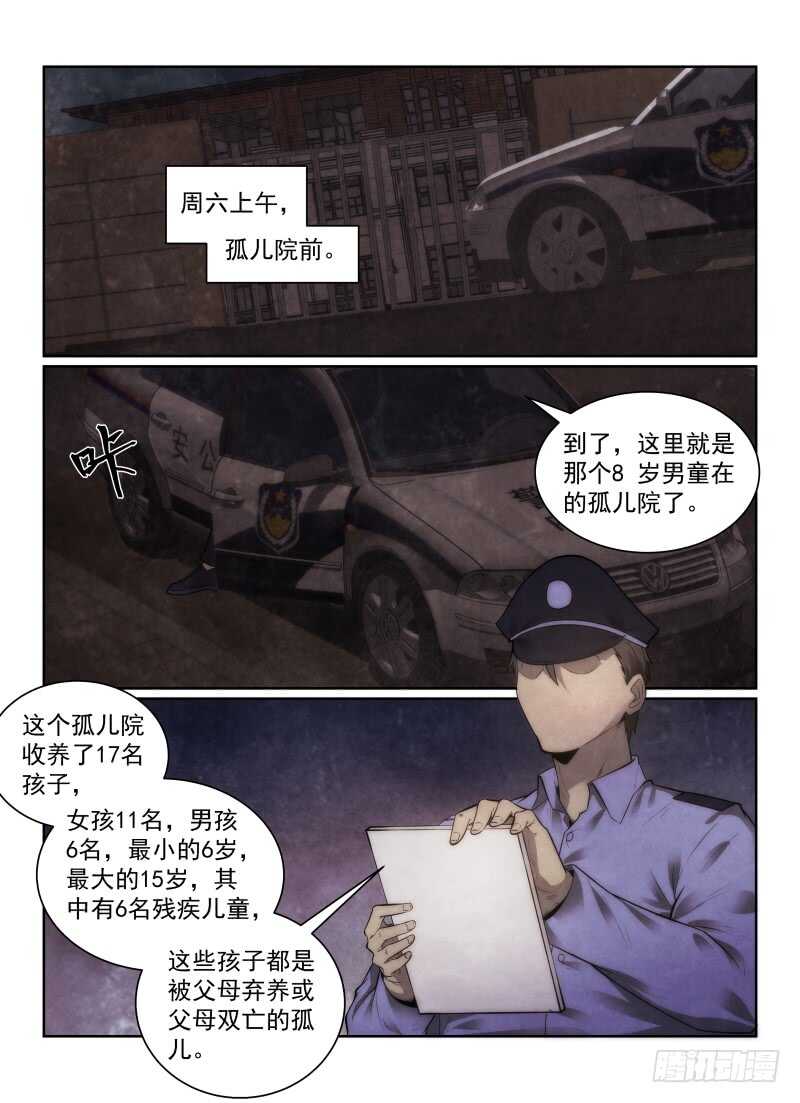 周六上午，
孤儿院前。
咔
安公
警
到了，这里就是
那个8 岁男童在
的孤儿院了。
这个孤儿院
收养了17名
孩子，
女孩11名，男孩
6名，最小的6岁，
最大的15岁，其
中有6名残疾儿童，
这些孩子都是
被父母弃养或
父母双亡的孤
儿。
腾讯动漫